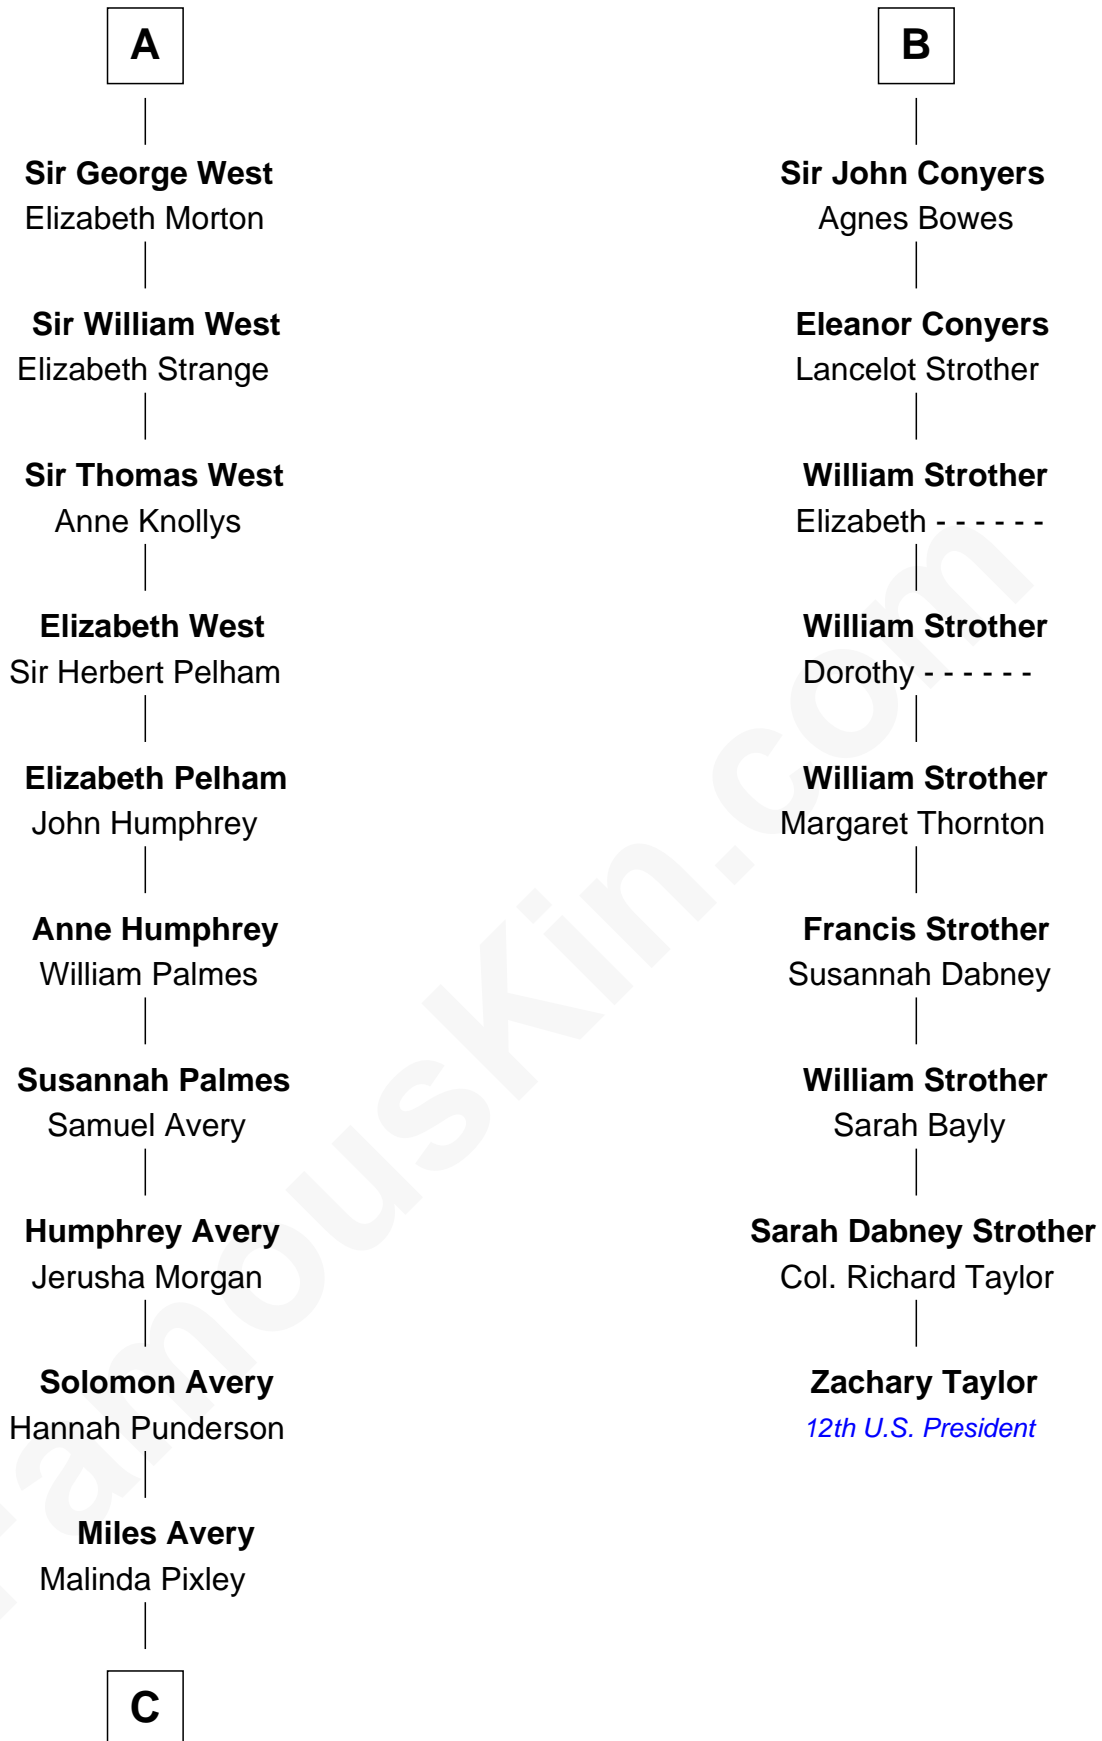 A
Sir George West
Elizabeth Morton
Sir William West
Elizabeth Strange
Sir Thomas West
Anne Knollys
Elizabeth West
Sir Herbert Pelham
Elizabeth Pelham
John Humphrey
Anne Humphrey
William Palmes
Susannah Palmes
Samuel Avery
Humphrey Avery
Jerusha Morgan
Solomon Avery
Hannah Punderson
Miles Avery
Malinda Pixley
C
B
Sir John Conyers
Agnes Bowes
Eleanor Conyers
Lancelot Strother
William Strother
Elizabeth - - - - - -
William Strother
Dorothy - - - - - -
William Strother
Margaret Thornton
Francis Strother
Susannah Dabney
William Strother
Sarah Bayly
Sarah Dabney Strother
Col. Richard Taylor
Zachary Taylor
12th U.S. President
FamousKin.com